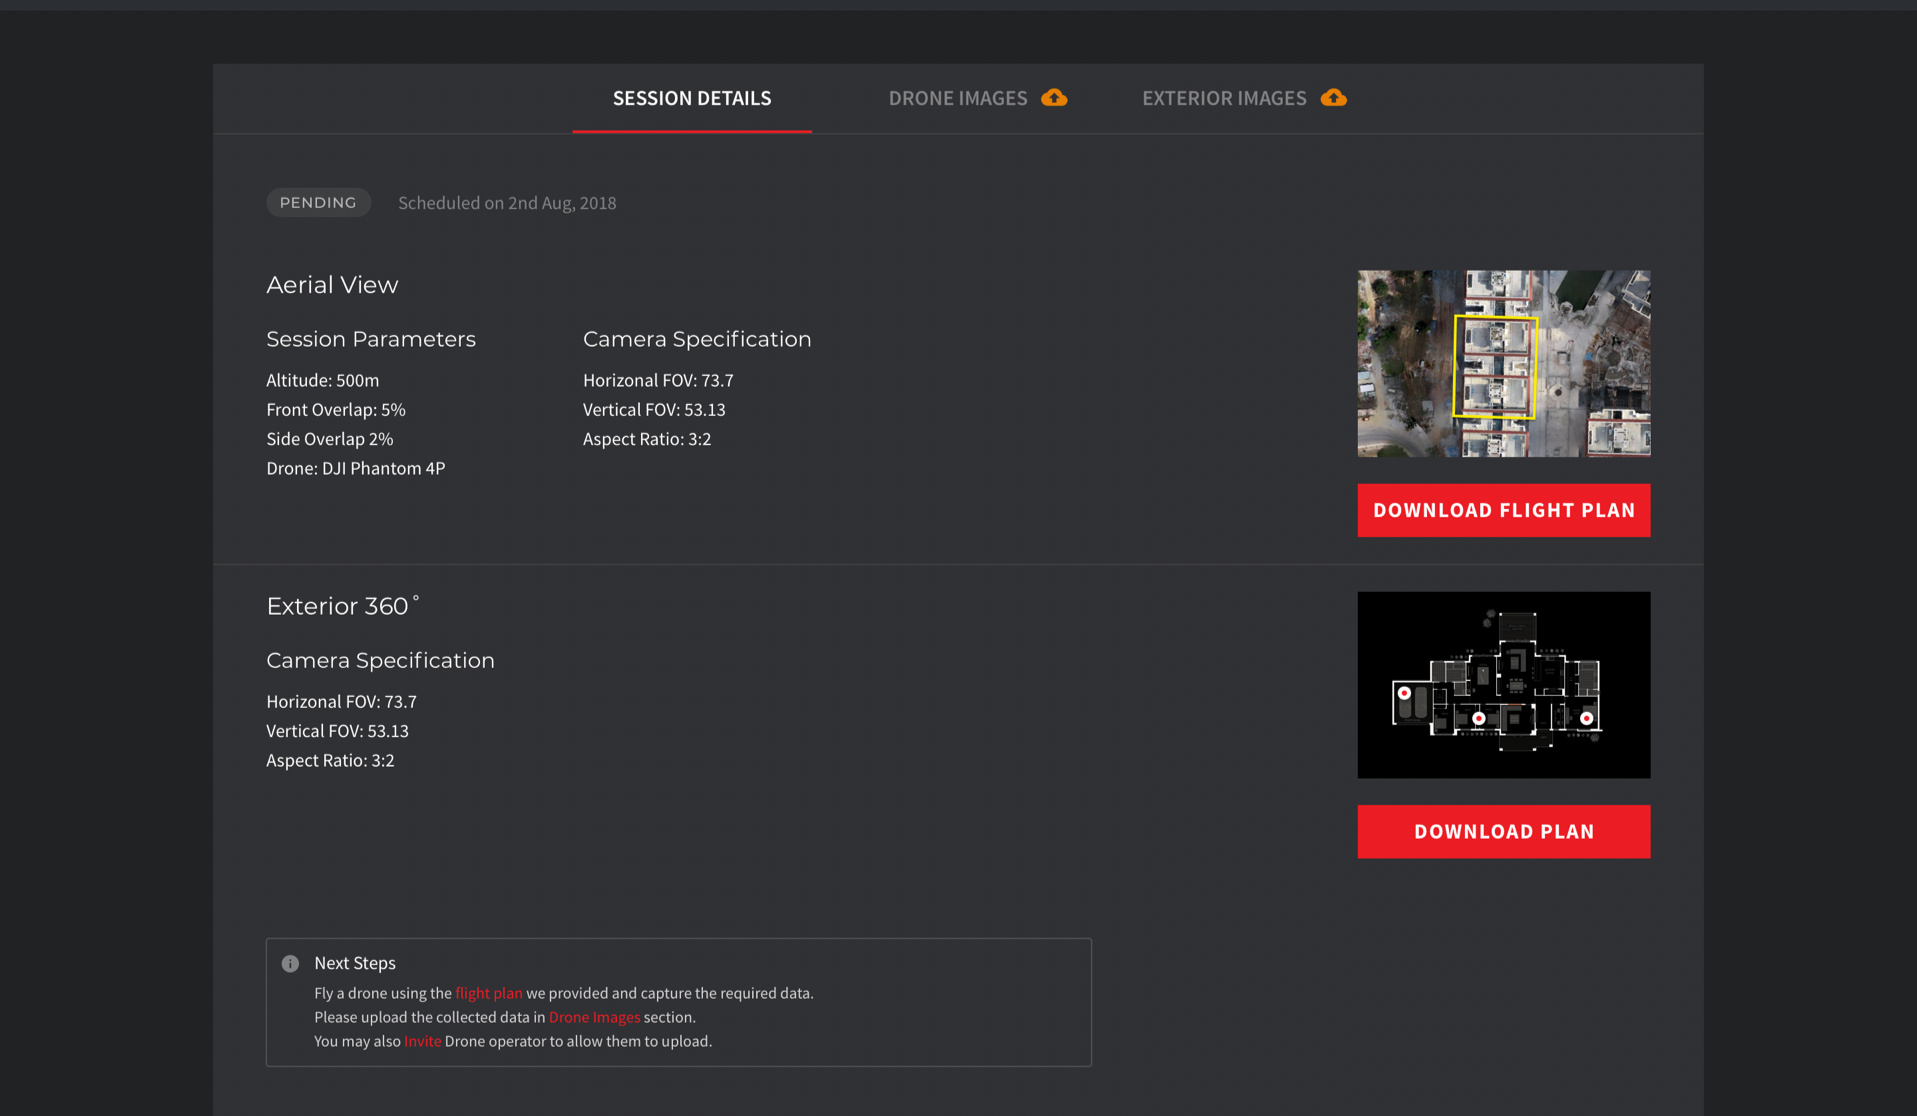 SESSION DETAILS
DRONE IMAGES
EXTERIOR IMAGES
PENDING
Scheduled on 2nd Aug, 2018
Aerial View
Session Parameters
Altitude: 500m
Front Overlap: 5%
Side Overlap 2%
Drone: DJI Phantom 4P
Camera Specification
Horizonal FOV: 73.7
Vertical FOV: 53.13
Aspect Ratio: 3:2
DOWNLOAD FLIGHT PLAN
Exterior 360°
Camera Specification
Horizonal FOV: 73.7
Vertical FOV: 53.13
Aspect Ratio: 3:2
DOWNLOAD PLAN
Next Steps
Fly a drone using the flight plan we provided and capture the required data.
Please upload the collected data in Drone Images section.
You may also Invite Drone operator to allow them to upload.